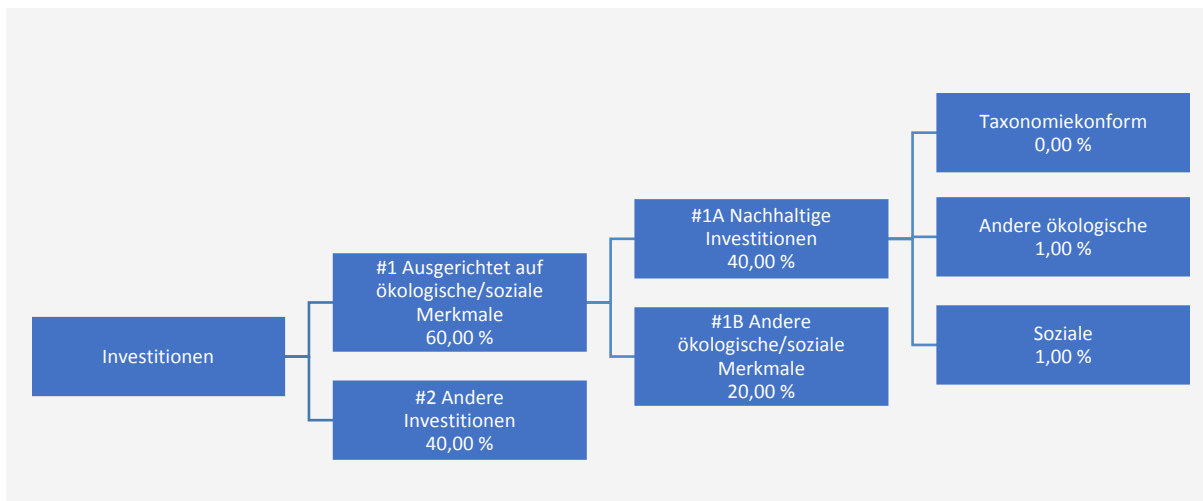 Investitionen
#1 Ausgerichtet auf
ökologische/soziale
Merkmale
60,00 %
#2 Andere
Investitionen
40,00 %
#1A Nachhaltige
Investitionen
40,00 %
#1B Andere
ökologische/soziale
Merkmale
20,00 %
Taxonomiekonform
0,00 %
Andere ökologische
1,00 %
Soziale
1,00 %